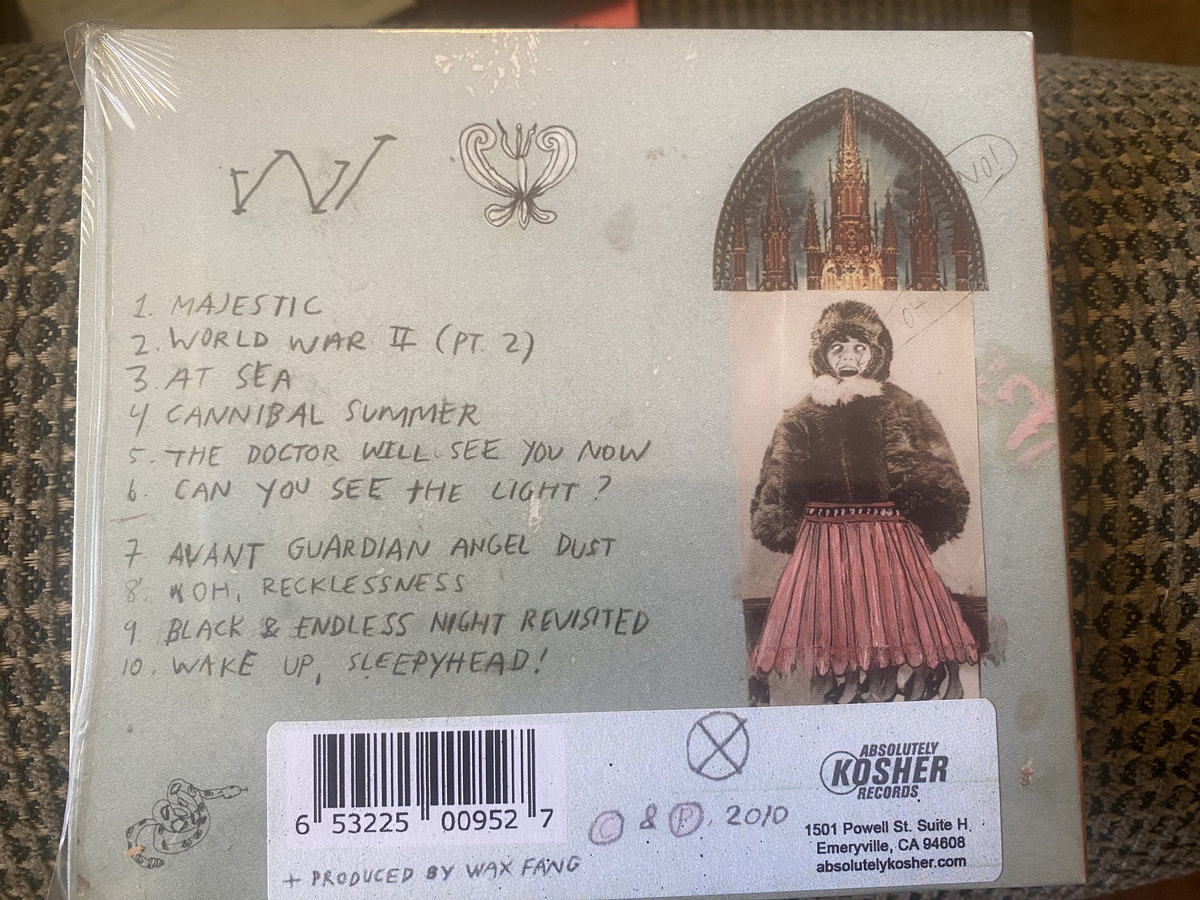 NO!
O+
1. MAJESTIC
2. WORLD WAR II (PT. 2)
3. AT SEA
4 CANNIBAL SUMMER
5. THE DOCTOR WILL SEE YOU NOW
6. CAN YOU SEE THE LIGHT?
7 AVANT GUARDIAN ANGEL DUST
8. OH, RECKLESSNESS
9 BLACK & ENDLESS NIGHT REVISITED
10. WAKE UP, SLEEPYHEAD!
6 53225 00952 7
© & ℗. 2010
+ PRODUCED BY WAX FANG
ABSOLUTELY
KOSHER
RECORDS
1501 Powell St. Suite H
Emeryville, CA 94608
absolutelykosher.com